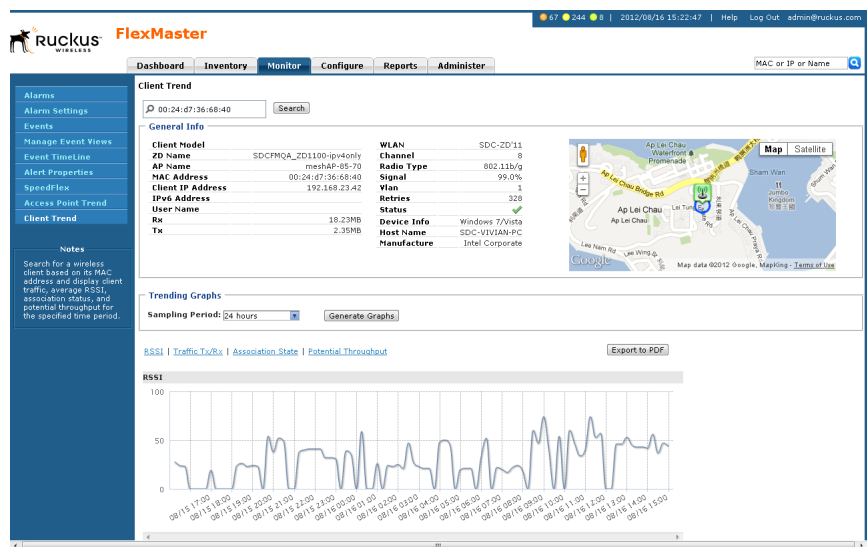 67 244 8 | 2012/08/16 15:22:47 | Help Log Out admin@ruckus.com
Ruckus WIRELESS FlexMaster
Dashboard Inventory Monitor Configure Reports Administer
MAC or IP or Name
Alarms
Alarm Settings
Events
Manage Event Views
Event TimeLine
Alert Properties
SpeedFlex
Access Point Trend
Client Trend
Notes
Search for a wireless
client based on its MAC
address and display client
traffic, average RSSI,
association status, and
potential throughput for
the specified time period.
Client Trend
00:24:d7:36:68:40 Search
General Info
Client Model
ZD Name SDCFMQA_ZD1100-ipv4only
AP Name meshAP-85-70
MAC Address 00:24:d7:36:68:40
Client IP Address 192.168.23.42
IPv6 Address
User Name
Rx 18.23MB
Tx 2.35MB
WLAN SDC-ZD'11
Channel 8
Radio Type 802.11b/g
Signal 99.0%
Vlan 1
Retries 328
Status
Device Info Windows 7/Vista
Host Name SDC-VIVIAN-PC
Manufacture Intel Corporate
Map Satellite
Ap Lei Chau
Waterfront
Promenade
Ap Lei Chau Bridge Rd
Sham Wan
Jumbo
Kingdom
Ap Lei Chau
Ap Lei Chau
Lei Tung
Lee Nam Rd
Lee Wing
Ap Lei Chau Praya Rd
Google
Map data ©2012 Google, MapKing - Terms of Use
Trending Graphs
Sampling Period: 24 hours Generate Graphs
RSSI | Traffic Tx/Rx | Association State | Potential Throughput
Export to PDF
RSSI
100
50
0
08/15 17:00
08/15 18:00
08/15 19:00
08/15 20:00
08/15 21:00
08/15 22:00
08/15 23:00
08/16 00:00
08/16 01:00
08/16 02:00
08/16 03:00
08/16 04:00
08/16 05:00
08/16 06:00
08/16 07:00
08/16 08:00
08/16 09:00
08/16 10:00
08/16 11:00
08/16 12:00
08/16 13:00
08/16 14:00
08/16 15:00